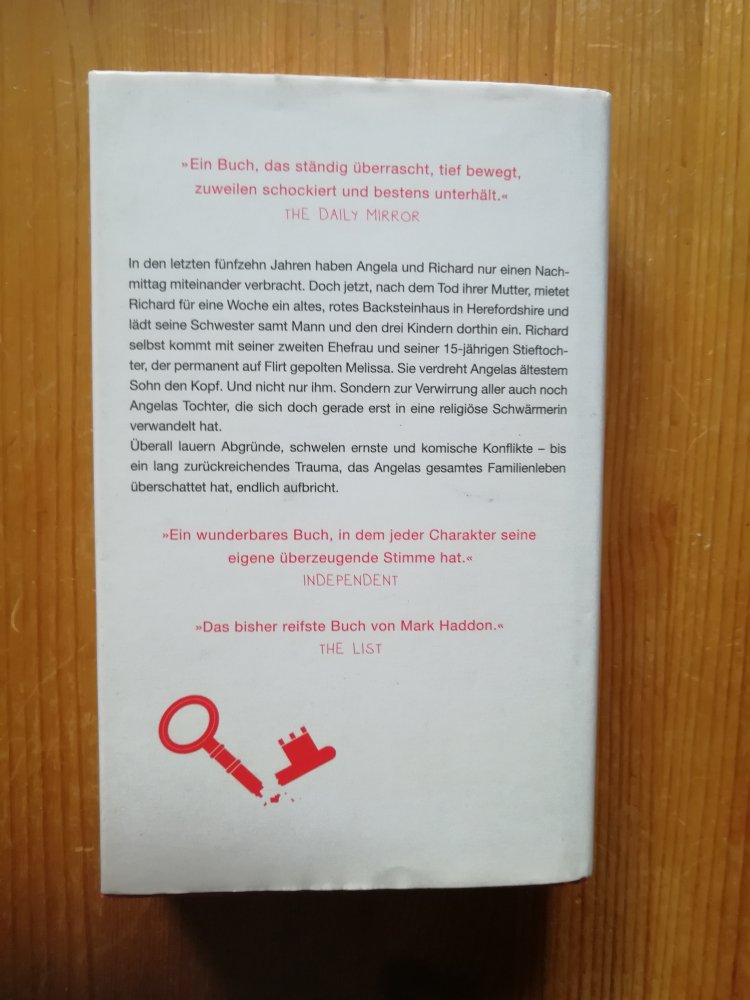 »Ein Buch, das ständig überrascht, tief bewegt,
zuweilen schockiert und bestens unterhält.«
THE DAILY MIRROR
In den letzten fünfzehn Jahren haben Angela und Richard nur einen Nach-
mittag miteinander verbracht. Doch jetzt, nach dem Tod ihrer Mutter, mietet
Richard für eine Woche ein altes, rotes Backsteinhaus in Herefordshire und
lädt seine Schwester samt Mann und den drei Kindern dorthin ein. Richard
selbst kommt mit seiner zweiten Ehefrau und seiner 15-jährigen Stieftoch-
ter, der permanent auf Flirt gepolten Melissa. Sie verdreht Angelas ältestem
Sohn den Kopf. Und nicht nur ihm. Sondern zur Verwirrung aller auch noch
Angelas Tochter, die sich doch gerade erst in eine religiöse Schwärmerin
verwandelt hat.
Überall lauern Abgründe, schwelen ernste und komische Konflikte – bis
ein lang zurückreichendes Trauma, das Angelas gesamtes Familienleben
überschattet hat, endlich aufbricht.
»Ein wunderbares Buch, in dem jeder Charakter seine
eigene überzeugende Stimme hat.«
INDEPENDENT
»Das bisher reifste Buch von Mark Haddon.«
THE LIST